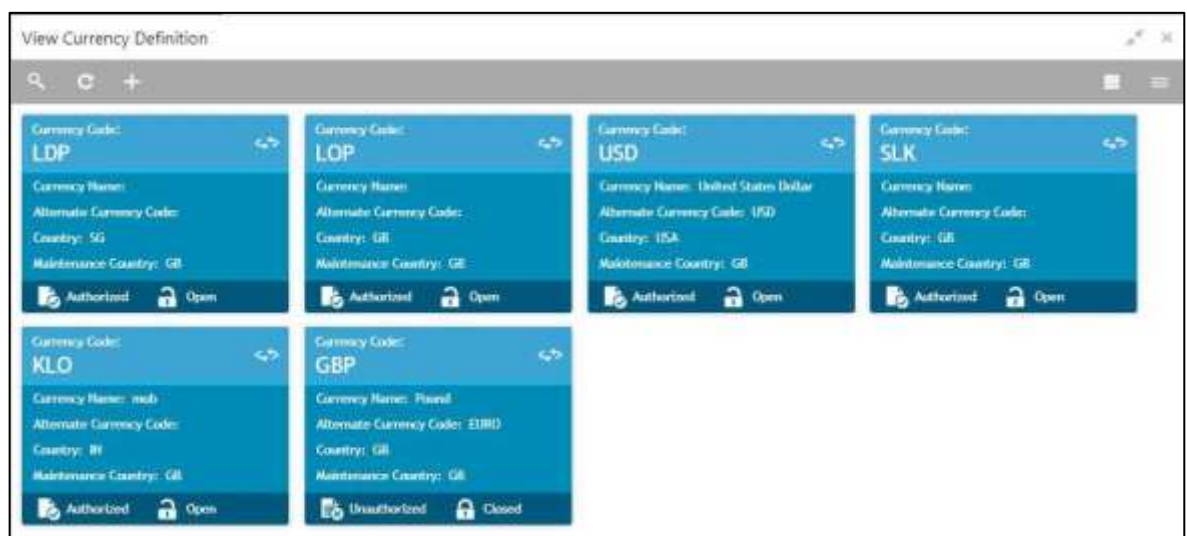 View Currency Definition
Currency Code:
LDP
Currency Name:
Alternate Currency Code:
Country: SG
Maintenance Country: GB
Authorized Open
Currency Code:
LOP
Currency Name:
Alternate Currency Code:
Country: GB
Maintenance Country: GB
Authorized Open
Currency Code:
USD
Currency Name: United States Dollar
Alternate Currency Code: USD
Country: USA
Maintenance Country: GB
Authorized Open
Currency Code:
SLK
Currency Name:
Alternate Currency Code:
Country: GB
Maintenance Country: GB
Authorized Open
Currency Code:
KLO
Currency Name: mob
Alternate Currency Code:
Country: IN
Maintenance Country: GB
Authorized Open
Currency Code:
GBP
Currency Name: Pound
Alternate Currency Code: EURO
Country: GB
Maintenance Country: GB
Unauthorized Closed